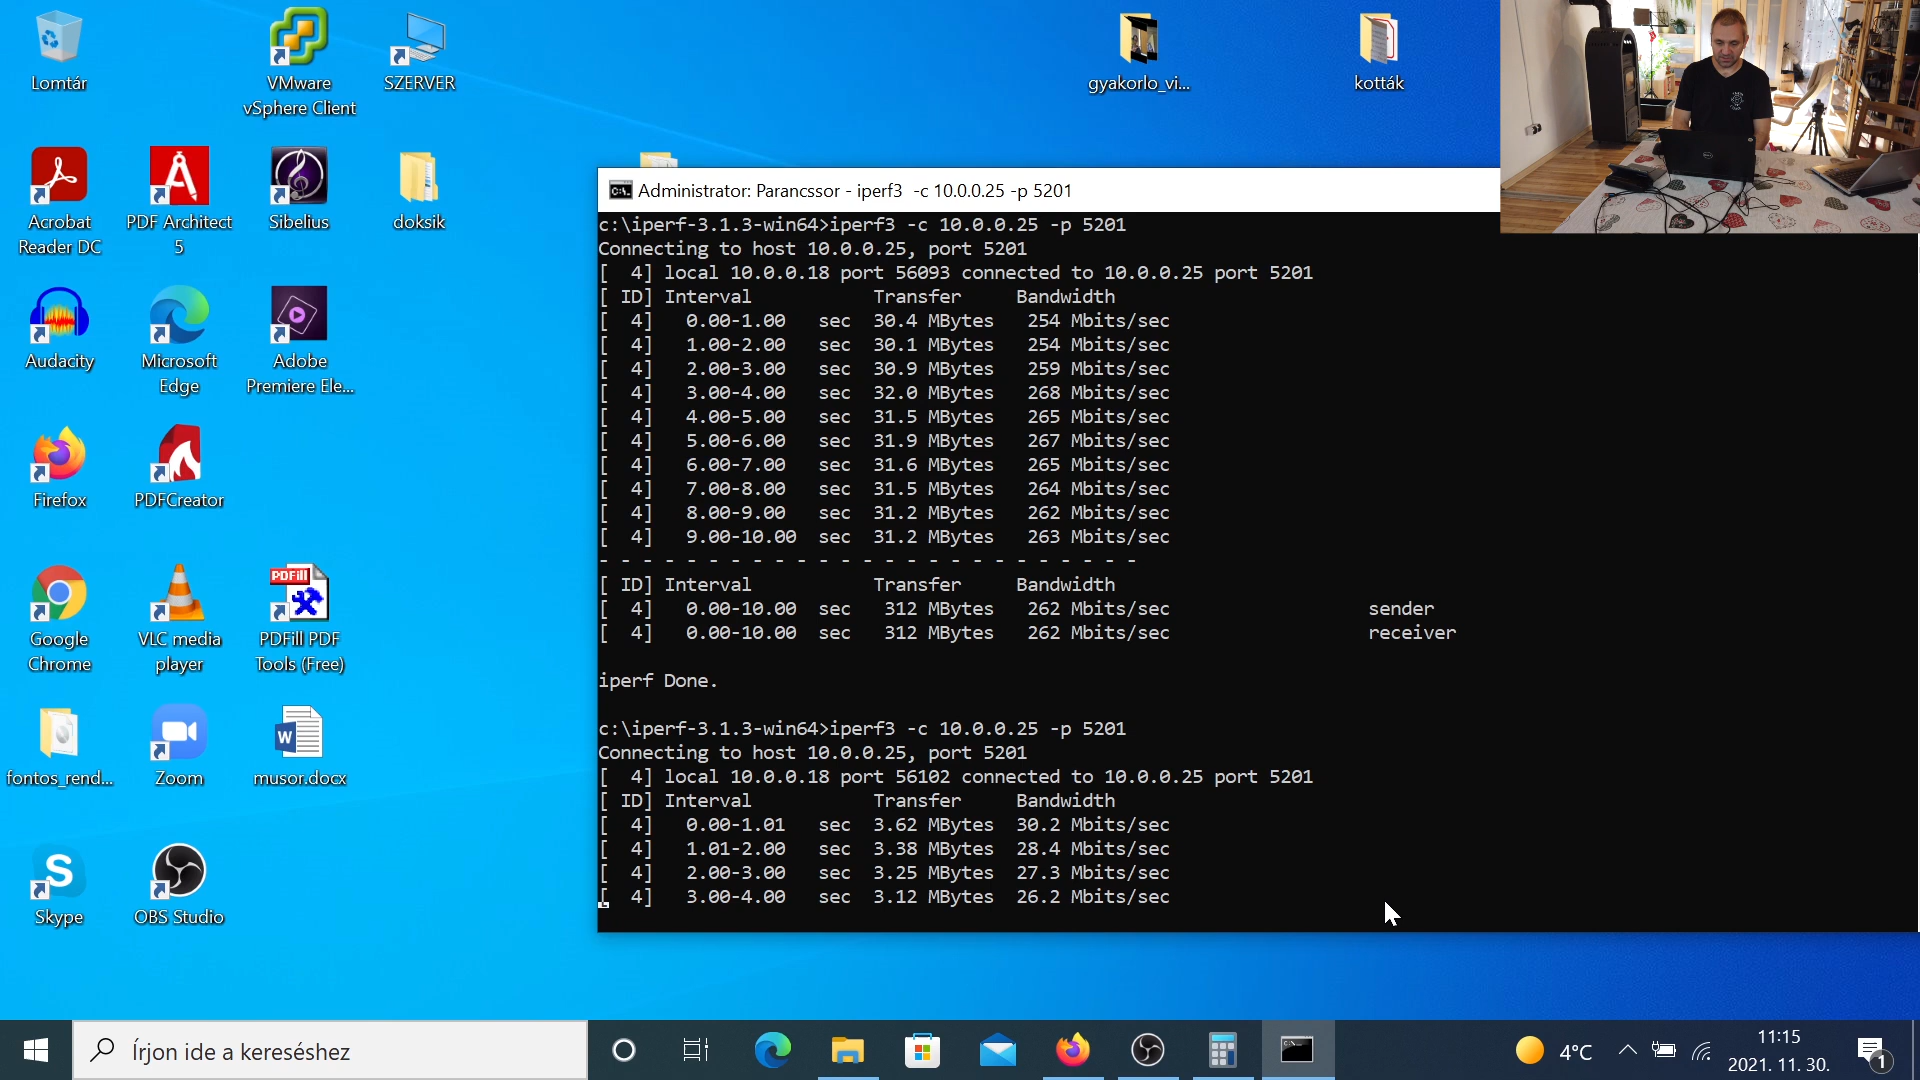 Lomtár
VMware
vSphere Client
SZERVER
gyakorlo_vi...
kották
Acrobat
Reader DC
PDF Architect
5
Sibelius
doksik
Audacity
Microsoft
Edge
Adobe
Premiere Ele...
Firefox
PDFCreator
Google
Chrome
VLC media
player
PDFill
PDFill PDF
Tools (Free)
fontos_rend...
Zoom
musor.docx
Skype
OBS Studio
Administrator: Parancssor - iperf3 -c 10.0.0.25 -p 5201
c:\iperf-3.1.3-win64>iperf3 -c 10.0.0.25 -p 5201
Connecting to host 10.0.0.25, port 5201
[  4] local 10.0.0.18 port 56093 connected to 10.0.0.25 port 5201
[ ID] Interval           Transfer     Bandwidth
[  4]   0.00-1.00   sec  30.4 MBytes   254 Mbits/sec
[  4]   1.00-2.00   sec  30.1 MBytes   254 Mbits/sec
[  4]   2.00-3.00   sec  30.9 MBytes   259 Mbits/sec
[  4]   3.00-4.00   sec  32.0 MBytes   268 Mbits/sec
[  4]   4.00-5.00   sec  31.5 MBytes   265 Mbits/sec
[  4]   5.00-6.00   sec  31.9 MBytes   267 Mbits/sec
[  4]   6.00-7.00   sec  31.6 MBytes   265 Mbits/sec
[  4]   7.00-8.00   sec  31.5 MBytes   264 Mbits/sec
[  4]   8.00-9.00   sec  31.2 MBytes   262 Mbits/sec
[  4]   9.00-10.00  sec  31.2 MBytes   263 Mbits/sec
- - - - - - - - - - - - - - - - - - - - - - - - -
[ ID] Interval           Transfer     Bandwidth
[  4]   0.00-10.00  sec   312 MBytes   262 Mbits/sec                  sender
[  4]   0.00-10.00  sec   312 MBytes   262 Mbits/sec                  receiver
iperf Done.
c:\iperf-3.1.3-win64>iperf3 -c 10.0.0.25 -p 5201
Connecting to host 10.0.0.25, port 5201
[  4] local 10.0.0.18 port 56102 connected to 10.0.0.25 port 5201
[ ID] Interval           Transfer     Bandwidth
[  4]   0.00-1.01   sec  3.62 MBytes  30.2 Mbits/sec
[  4]   1.01-2.00   sec  3.38 MBytes  28.4 Mbits/sec
[  4]   2.00-3.00   sec  3.25 MBytes  27.3 Mbits/sec
[  4]   3.00-4.00   sec  3.12 MBytes  26.2 Mbits/sec
Írjon ide a kereséshez
4°C
11:15
2021. 11. 30.
1